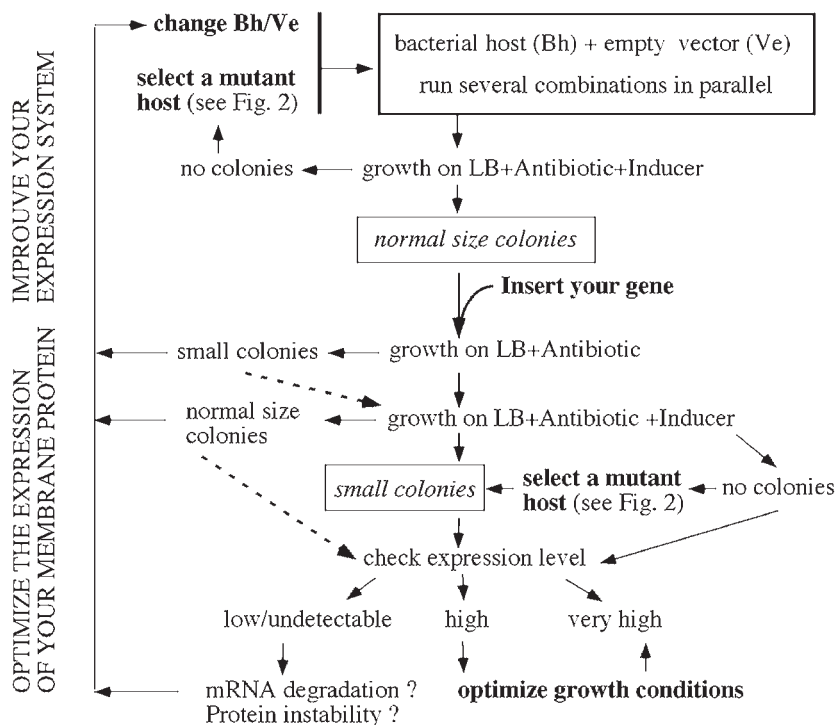 IMPROUVE YOUR
EXPRESSION SYSTEM
OPTIMIZE THE EXPRESSION
OF YOUR MEMBRANE PROTEIN
change Bh/Ve
select a mutant
host (see Fig. 2)
bacterial host (Bh) + empty vector (Ve)
run several combinations in parallel
no colonies
growth on LB+Antibiotic+Inducer
normal size colonies
Insert your gene
small colonies
growth on LB+Antibiotic
normal size
colonies
growth on LB+Antibiotic +Inducer
small colonies
select a mutant
host (see Fig. 2)
no colonies
check expression level
low/undetectable
high
very high
mRNA degradation ?
Protein instability ?
optimize growth conditions